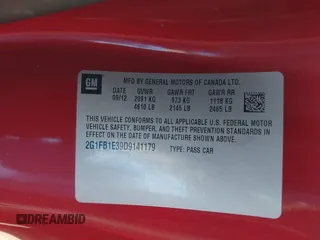 GM
MFD BY GENERAL MOTORS OF CANADA LTD.
DATE GVWR GAWR FRT GAWR RR
09/12 2091 KG 973 KG 1118 KG
4610 LB 2145 LB 2465 LB
THIS VEHICLE CONFORMS TO ALL APPLICABLE U.S. FEDERAL MOTOR
VEHICLE SAFETY, BUMPER, AND THEFT PREVENTION STANDARDS
IN EFFECT ON THE DATE OF MANUFACTURE SHOWN ABOVE.
2G1FB1E39D9141179 TYPE: PASS CAR
DREAMBID